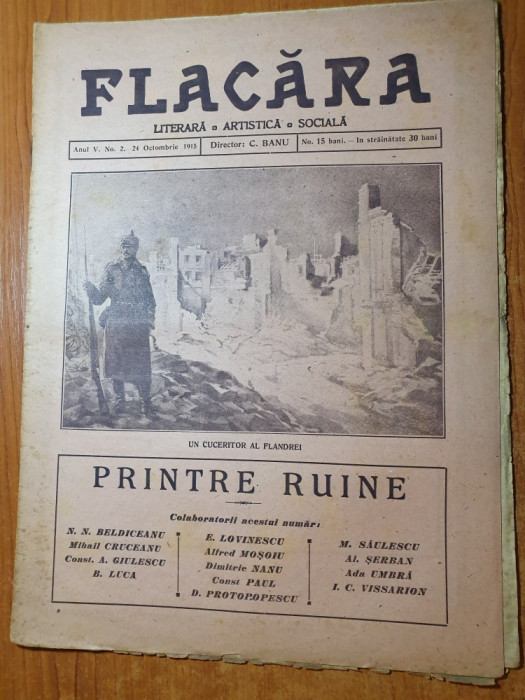 FLACĂRA
LITERARĂ ▫ ARTISTICĂ ▫ SOCIALĂ
Anul V. No. 2. - 24 Octombrie 1915
Director: C. BANU
No. 15 bani. — In străinătate 30 bani
UN CUCERITOR AL FLANDREI
PRINTRE RUINE
Colaboratorii acestui număr:
N. N. BELDICEANU
Mihail CRUCEANU
Const. A. GIULESCU
B. LUCA
E. LOVINESCU
Alfred MOȘOIU
Dimitrie NANU
Const PAUL
D. PROTOPOPESCU
M. SĂULESCU
Al. ȘERBAN
Ada UMBRĂ
I. C. VISSARION